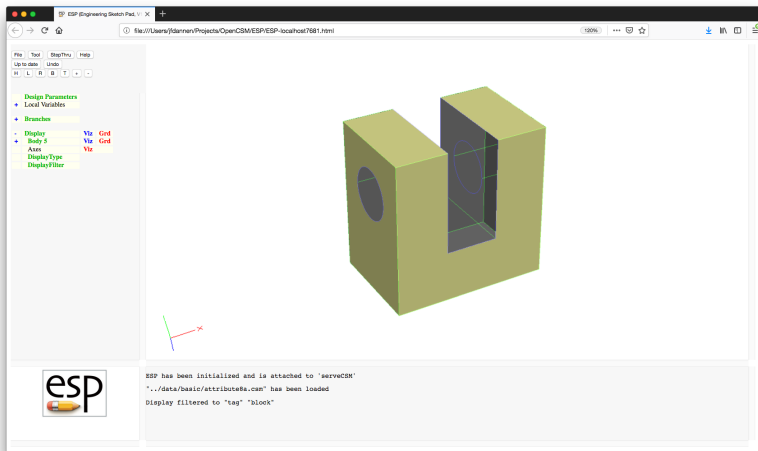 ESP (Engineering Sketch Pad, V
file:///Users/jfdannen/Projects/OpenCSM/ESP/ESP-localhost7681.html
120%
File Tool StepThru Help
Up to date Undo
H L R B T + -
Design Parameters
+ Local Variables
+ Branches
- Display Viz Grd
+ Body 5 Viz Grd
Axes Viz
DisplayType
DisplayFilter
X
esp
ESP has been initialized and is attached to 'serveCSM'
"../data/basic/attribute8a.csm" has been loaded
Display filtered to "tag" "block"